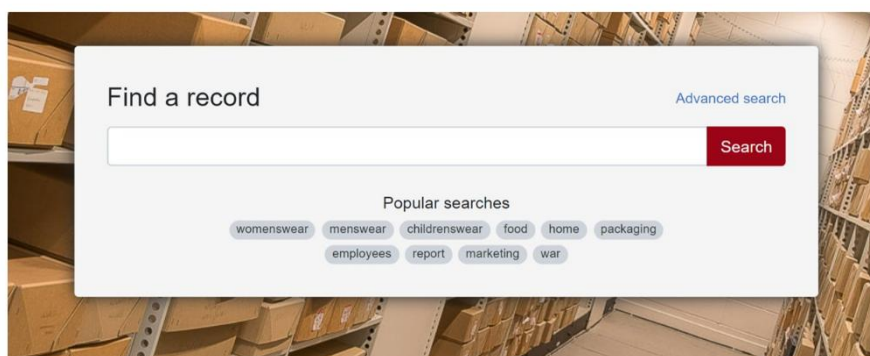 Find a record
Advanced search
Search
Popular searches
womenswear menswear childrenswear food home packaging
employees report marketing war